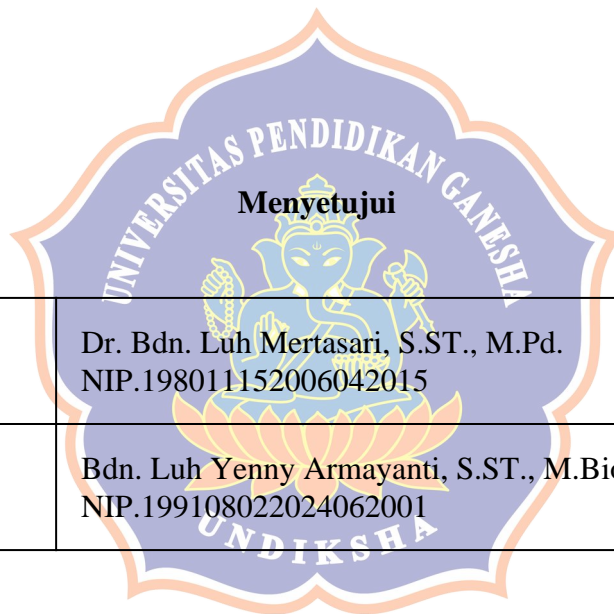 UNIVERSITAS PENDIDIKAN GANESHA
Menyetujui
Dr. Bdn. Luh Mertasari, S.ST., M.Pd.
NIP.198011152006042015
Bdn. Luh Yenny Armayanti, S.ST., M.Bio
NIP.199108022024062001
UNDIKSHA